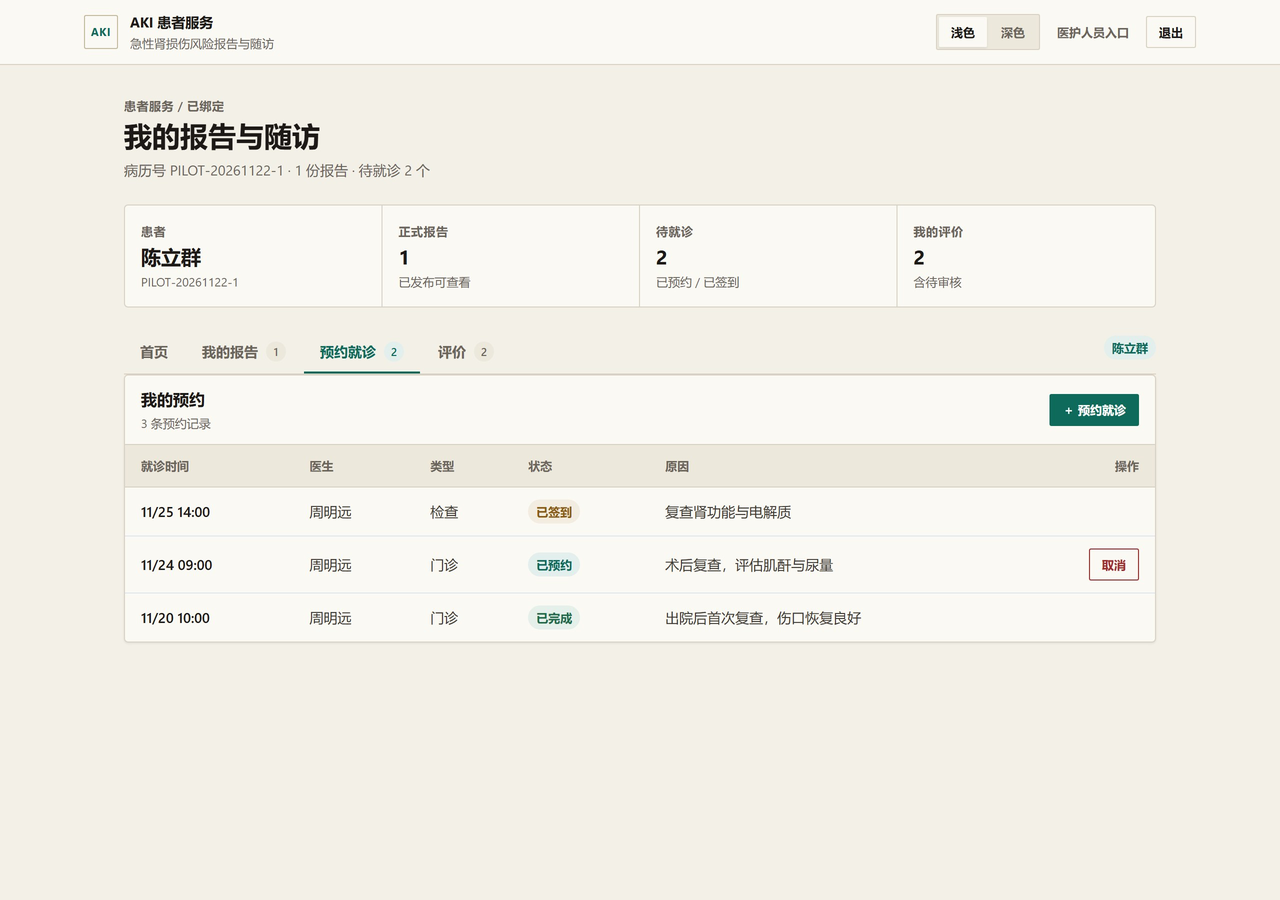 AKI
AKI 患者服务
急性肾损伤风险报告与随访
浅色 深色 医护人员入口 退出
患者服务 / 已绑定
我的报告与随访
病历号 PILOT-20261122-1 · 1 份报告 · 待就诊 2 个
患者 正式报告 待就诊 我的评价
陈立群 1 2 2
PILOT-20261122-1 已发布可查看 已预约 / 已签到 含待审核
首页 我的报告 1 预约就诊 2 评价 2 陈立群
我的预约
3 条预约记录
+ 预约就诊
就诊时间 医生 类型 状态 原因 操作
11/25 14:00 周明远 检查 已签到 复查肾功能与电解质
11/24 09:00 周明远 门诊 已预约 术后复查，评估肌酐与尿量 取消
11/20 10:00 周明远 门诊 已完成 出院后首次复查，伤口恢复良好